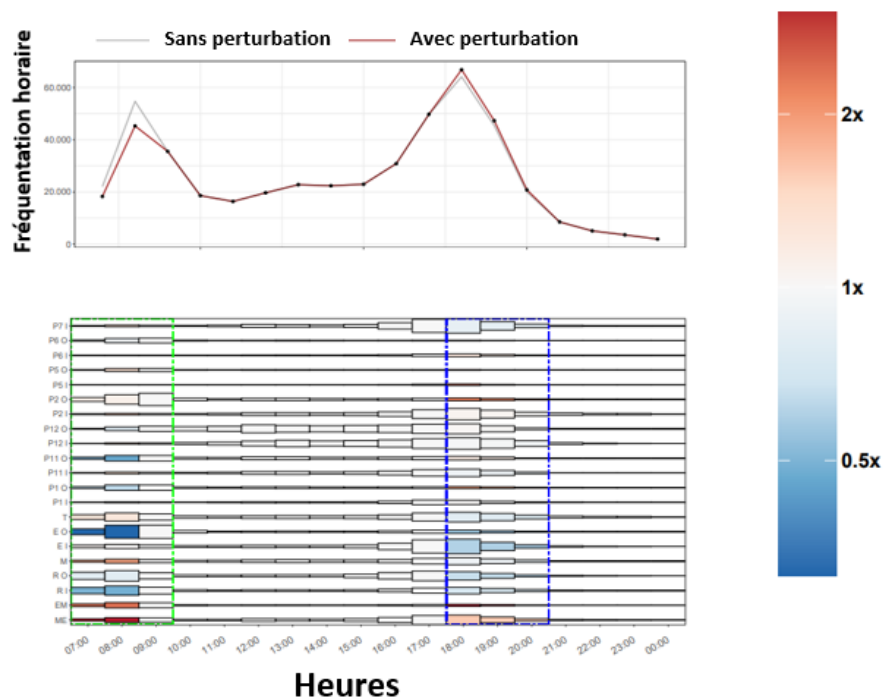 Sans perturbation
Avec perturbation
Fréquentation horaire
60.000
40.000
20.000
0
2x
1x
0.5x
P7 I
P6 O
P6 I
P5 O
P5 I
P2 O
P2 I
P12 O
P12 I
P11 O
P11 I
P1 O
P1 I
T
E O
E I
M
R O
R I
EM
ME
07:00 08:00 09:00 10:00 11:00 12:00 13:00 14:00 15:00 16:00 17:00 18:00 19:00 20:00 21:00 22:00 23:00 00:00
Heures